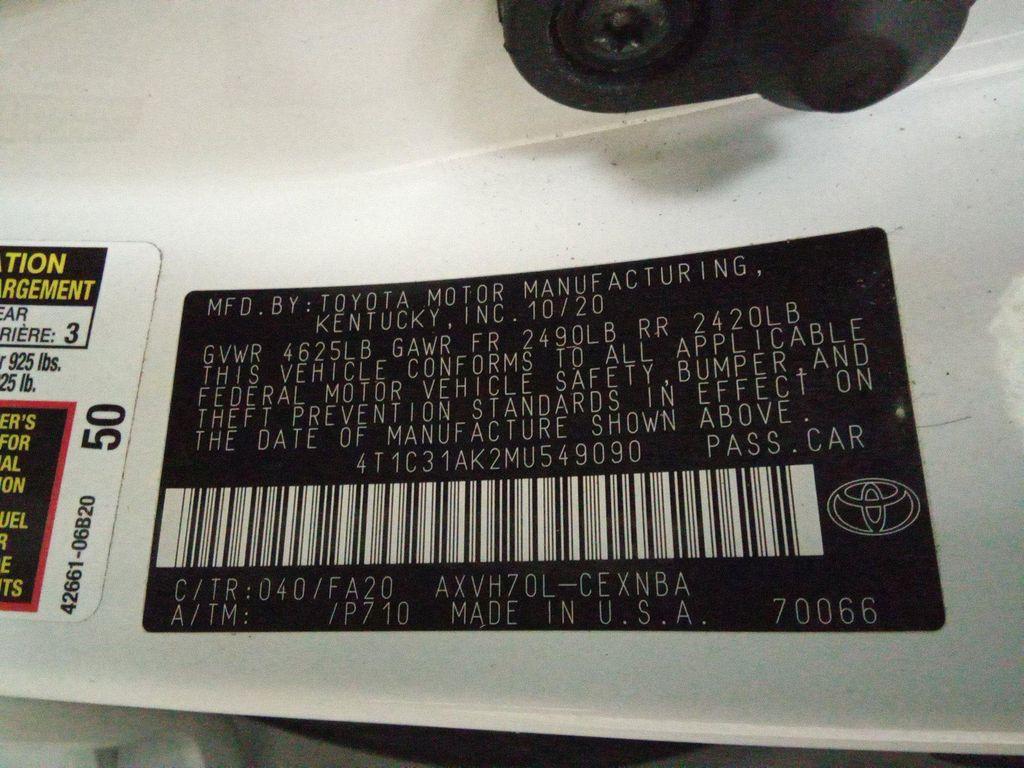 TION
ARGEMENT
EAR
RIÈRE: 3
r 925 lbs.
25 lb.
ER'S
FOR
AL
ION
UEL
R
E
TS
50
42661-06B20
MFD.BY:TOYOTA MOTOR MANUFACTURING,
KENTUCKY,INC.10/20
GVWR 4625LB GAWR FR 2490LB RR 2420LB
THIS VEHICLE CONFORMS TO ALL APPLICABLE
FEDERAL MOTOR VEHICLE SAFETY,BUMPER,AND
THEFT PREVENTION STANDARDS IN EFFECT ON
THE DATE OF MANUFACTURE SHOWN ABOVE.
4T1C31AK2MU549090 PASS.CAR
C/TR:040/FA20 AXVH70L-CEXNBA
A/TM: /P710 MADE IN U.S.A. 70066